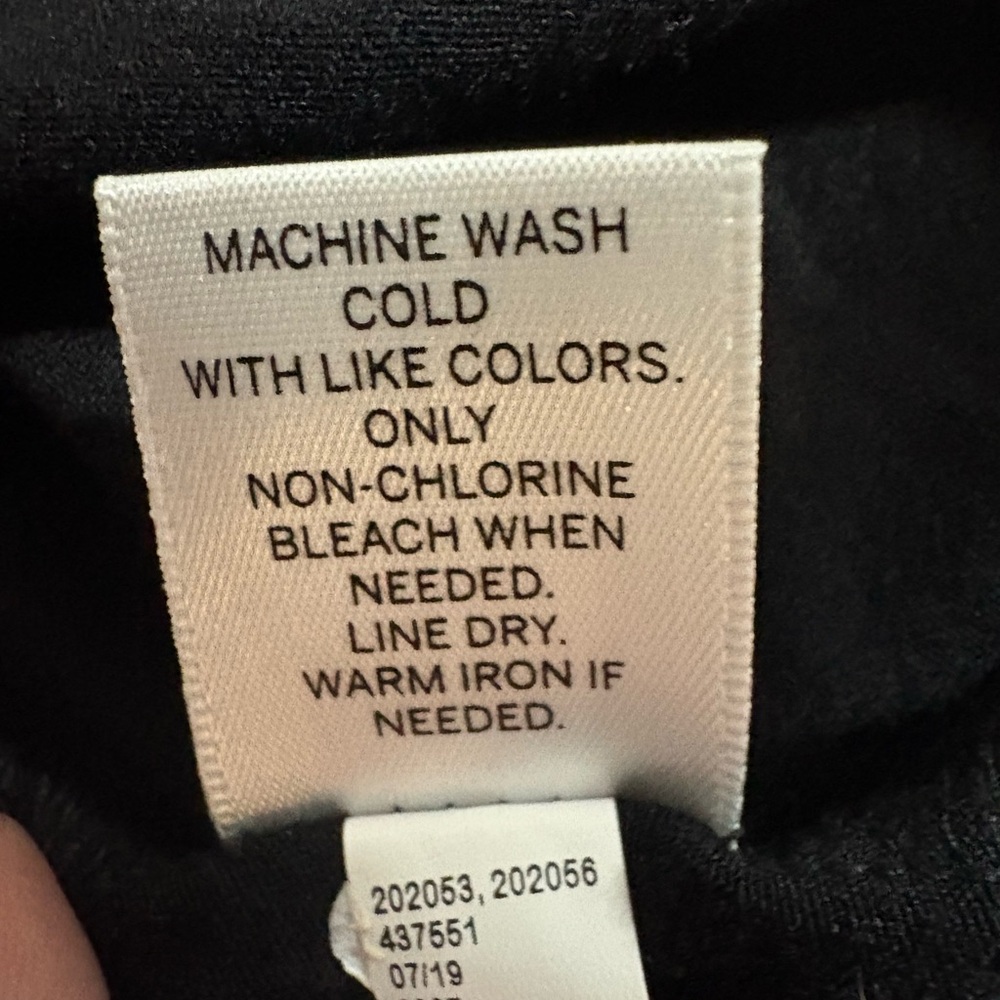 MACHINE WASH
COLD
WITH LIKE COLORS.
ONLY
NON-CHLORINE
BLEACH WHEN
NEEDED.
LINE DRY.
WARM IRON IF
NEEDED.
202053, 202056
437551
07/19